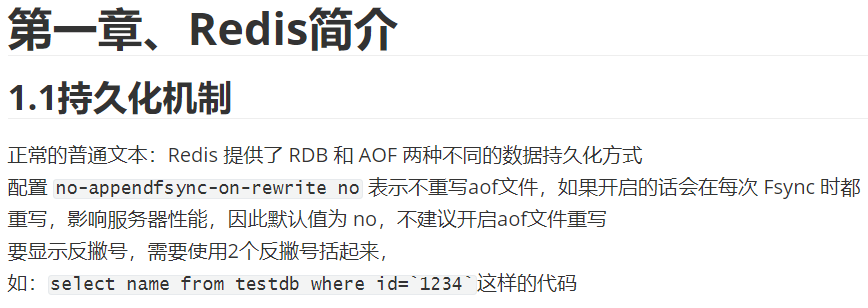 第一章、Redis简介
1.1持久化机制
正常的普通文本：Redis 提供了 RDB 和 AOF 两种不同的数据持久化方式
配置 no-appendfsync-on-rewrite no 表示不重写aof文件，如果开启的话会在每次 Fsync 时都
重写，影响服务器性能，因此默认值为 no，不建议开启aof文件重写
要显示反撇号，需要使用2个反撇号括起来，
如：select name from testdb where id=`1234`这样的代码